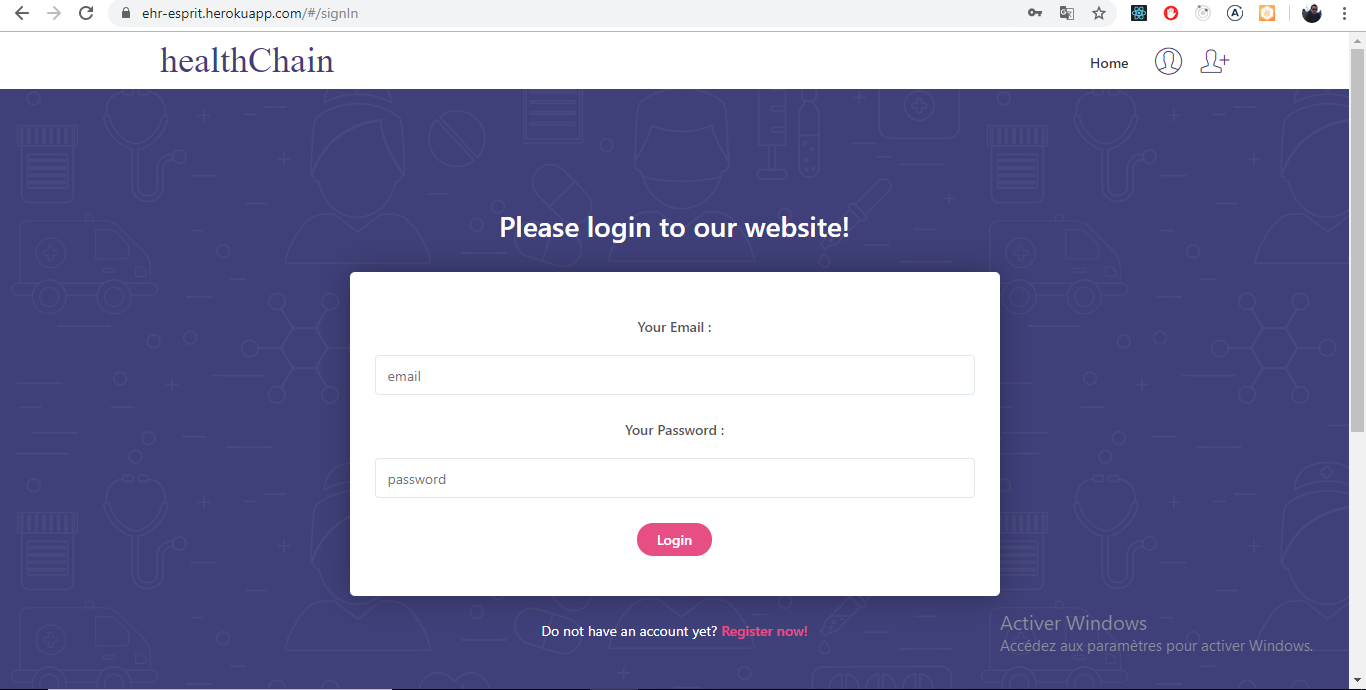 ehr-esprit.herokuapp.com/#/signIn
healthChain
Home
Please login to our website!
Your Email :
email
Your Password :
password
Login
Do not have an account yet? Register now!
Activer Windows
Accédez aux paramètres pour activer Windows.